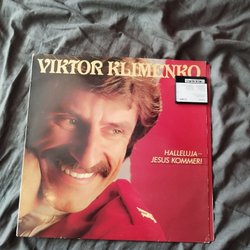 VIKTOR KLIMENKO
HALLELUJA-
JESUS KOMMER!